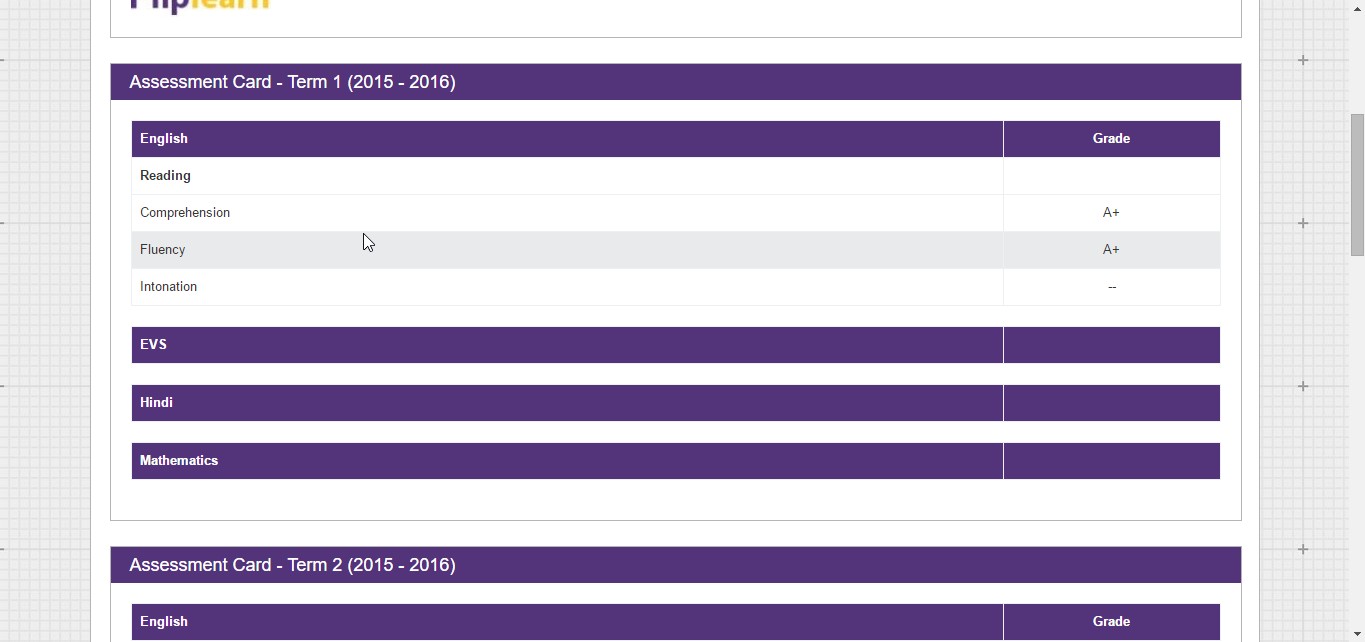 Fliplearn
Assessment Card - Term 1 (2015 - 2016)
English Grade
Reading
Comprehension A+
Fluency A+
Intonation --
EVS
Hindi
Mathematics
Assessment Card - Term 2 (2015 - 2016)
English Grade